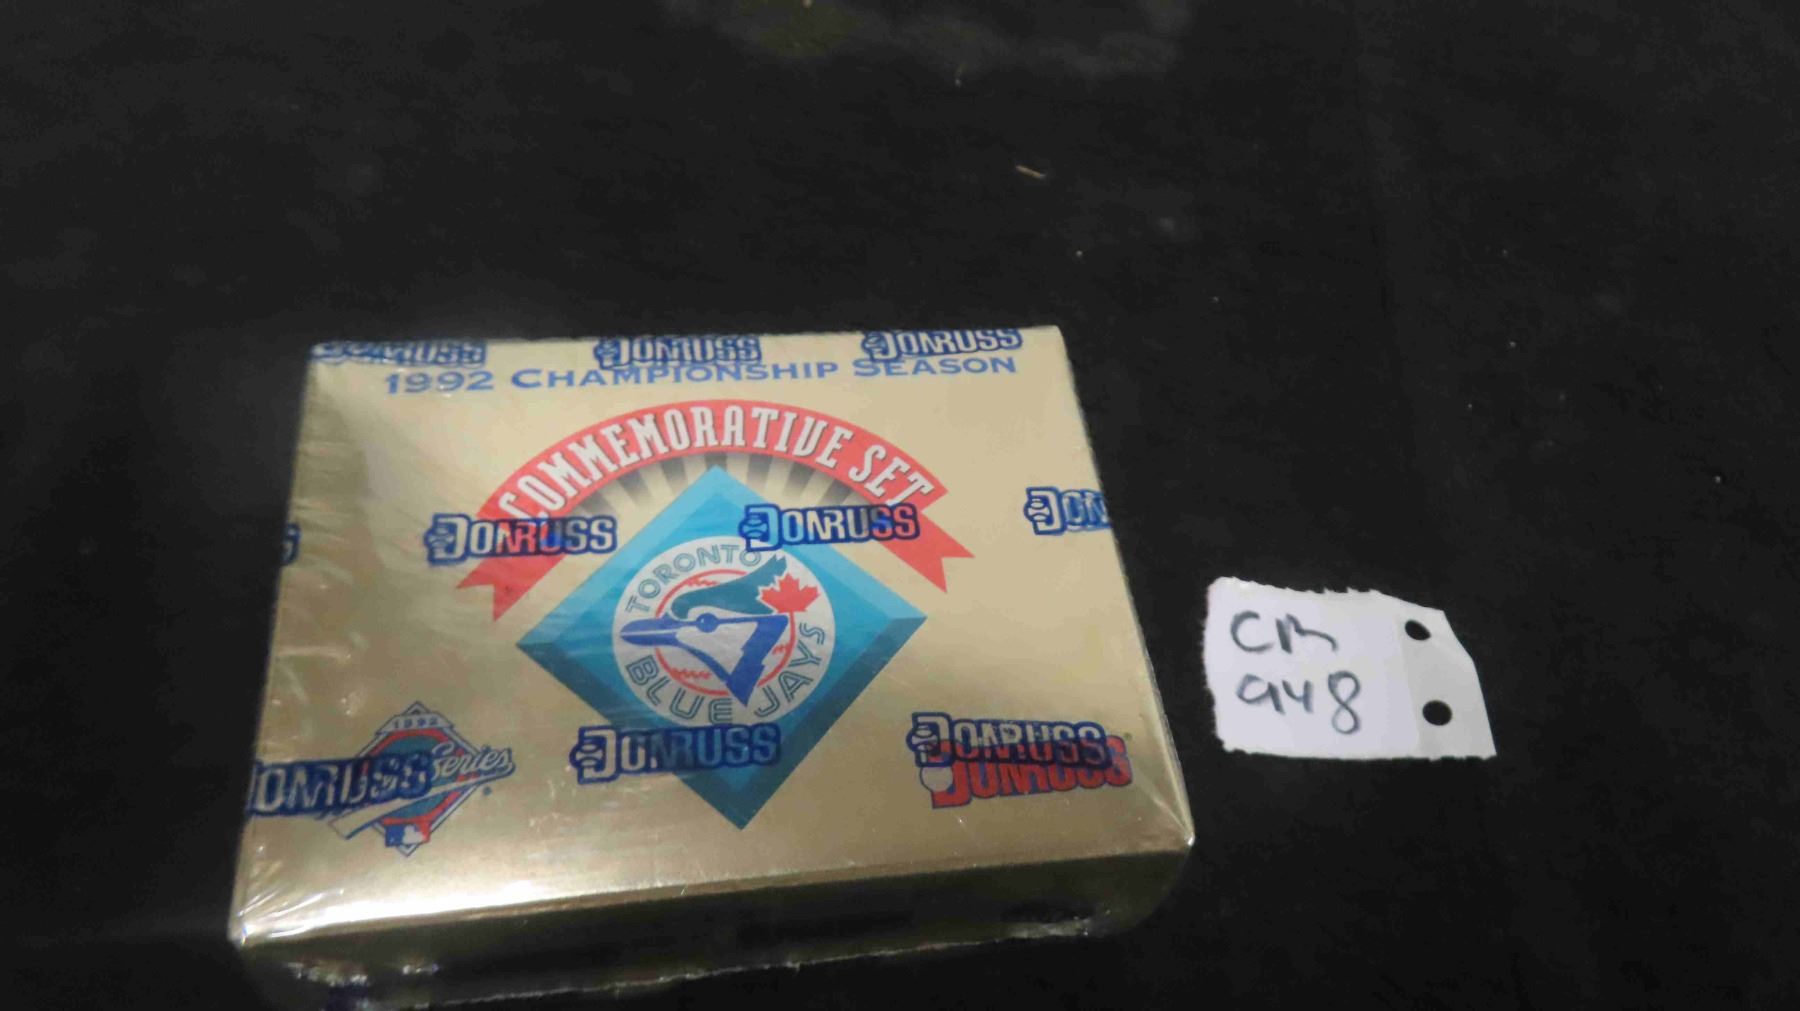 DONRUSS DONRUSS DONRUSS
1992 CHAMPIONSHIP SEASON
COMMEMORATIVE SET
DONRUSS DONRUSS DON
TORONTO
BLUE JAYS
1992
Series
DONRUSS DONRUSS DONRUSS
DONRUSS
CB
948